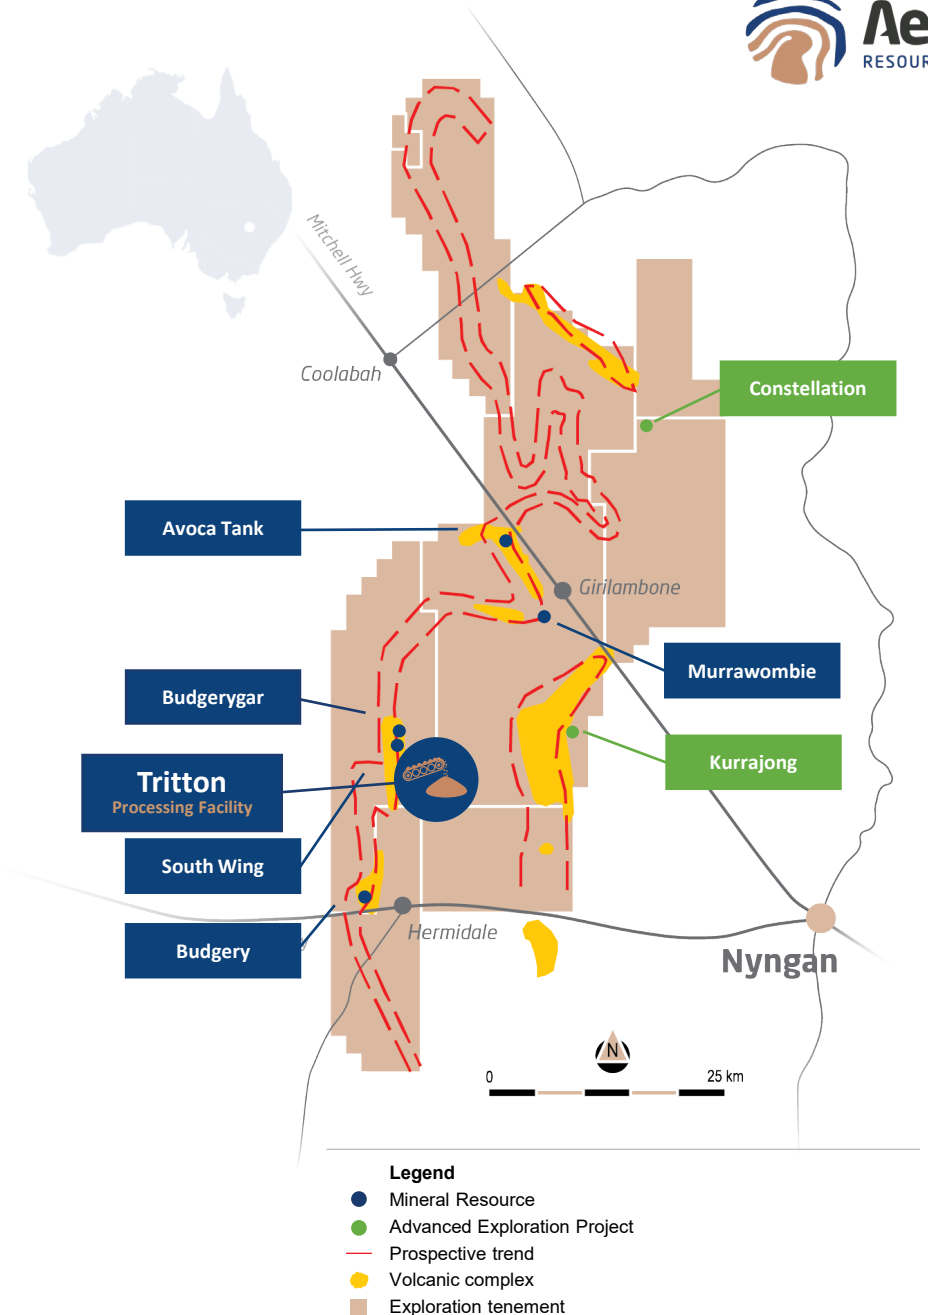 Ae
RESOUR
Mitchell Hwy
Coolabah
Constellation
Avoca Tank
Girilambone
Murrawombie
Budgerygar
Kurrajong
Tritton
Processing Facility
South Wing
Hermidale
Budgery
Nyngan
N
0
25 km
Legend
Mineral Resource
Advanced Exploration Project
Prospective trend
Volcanic complex
Exploration tenement